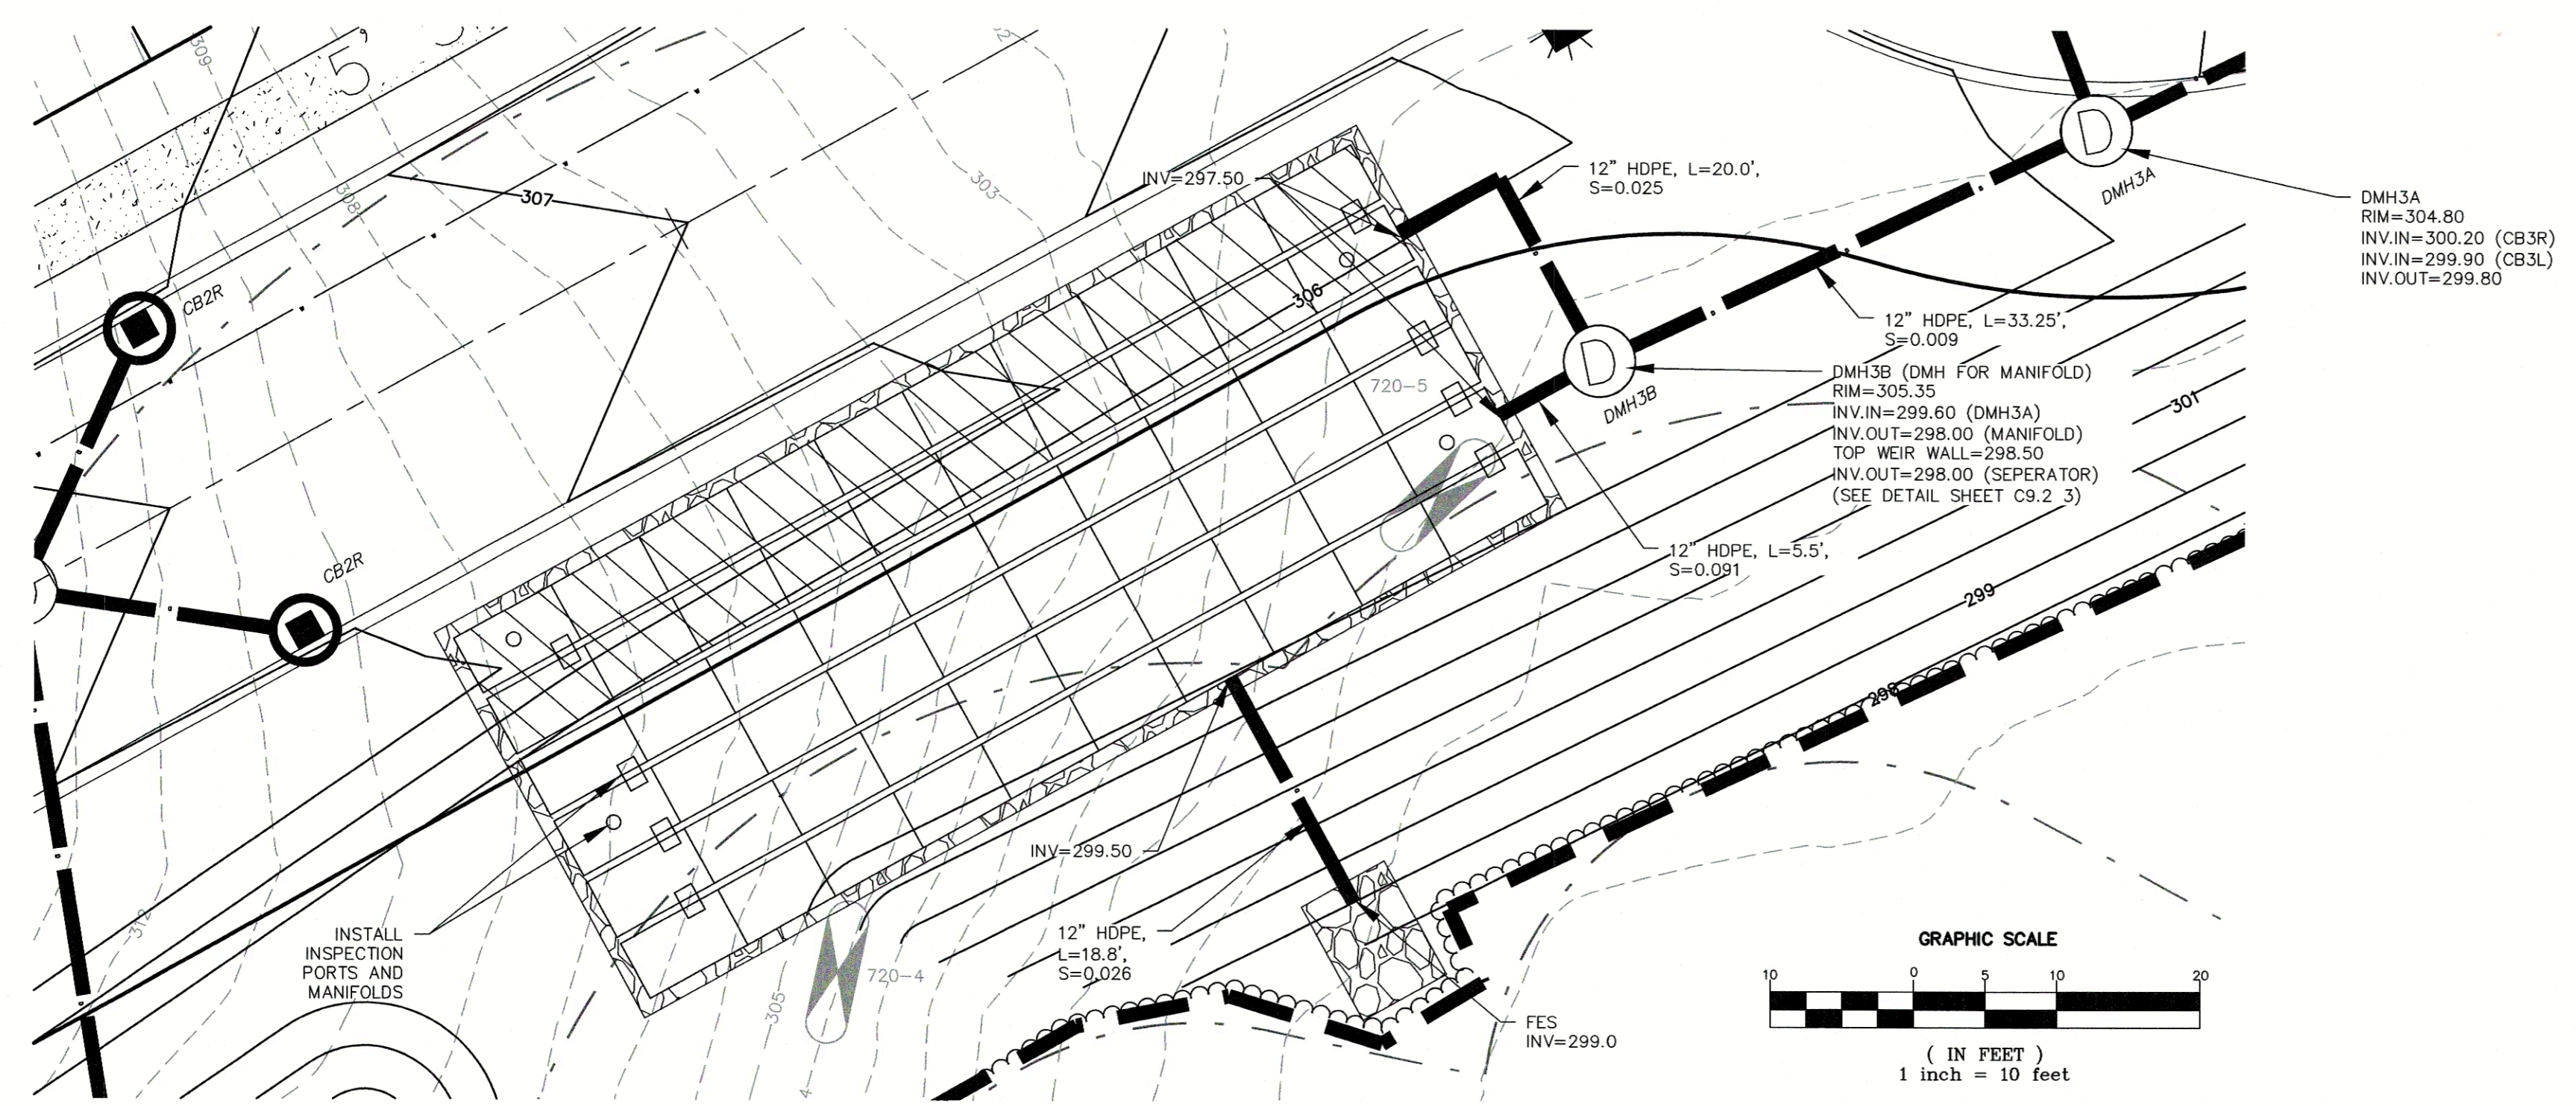 309
5'
303
308
307
INV=297.50
12" HDPE, L=20.0',
S=0.025
DMH3A
DMH3A
RIM=304.80
INV.IN=300.20 (CB3R)
INV.IN=299.90 (CB3L)
INV.OUT=299.80
D
CB2R
306
12" HDPE, L=33.25',
S=0.009
720-5
D
DMH3B
DMH3B (DMH FOR MANIFOLD)
RIM=305.35
INV.IN=299.60 (DMH3A)
INV.OUT=298.00 (MANIFOLD)
TOP WEIR WALL=298.50
INV.OUT=298.00 (SEPERATOR)
(SEE DETAIL SHEET C9.2 3)
301
CB2R
12" HDPE, L=5.5',
S=0.091
299
298
INV=299.50
312
INSTALL
INSPECTION
PORTS AND
MANIFOLDS
12" HDPE,
L=18.8',
S=0.026
720-4
305
4
FES
INV=299.0
GRAPHIC SCALE
10 0 5 10 20
( IN FEET )
1 inch = 10 feet